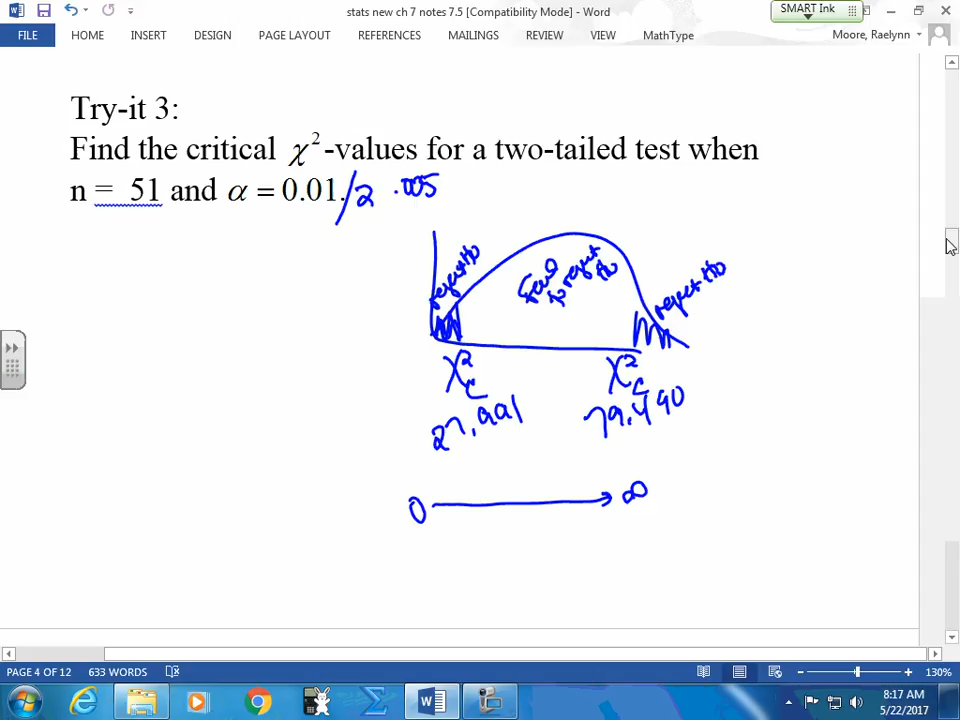 stats new ch 7 notes 7.5 [Compatibility Mode] - Word
SMART Ink
FILE HOME INSERT DESIGN PAGE LAYOUT REFERENCES MAILINGS REVIEW VIEW MathType Moore, Raelynn
Try-it 3:
Find the critical χ²-values for a two-tailed test when
n = 51 and α = 0.01. /2 .005
reject H0
Fail to reject H0
reject H0
χ²c χ²c
27.991 79.490
0 → ∞
PAGE 4 OF 12 633 WORDS 130%
8:17 AM
5/22/2017